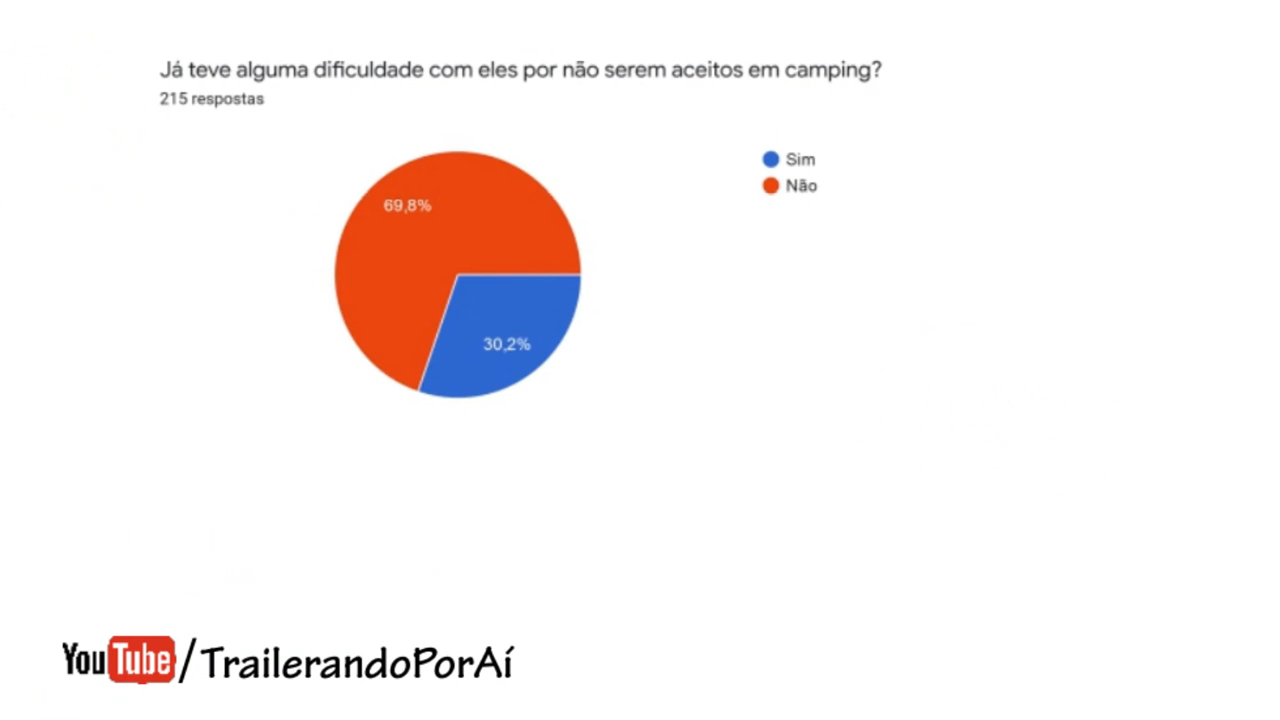 Já teve alguma dificuldade com eles por não serem aceitos em camping?
215 respostas
Sim
Não
69,8%
30,2%
YouTube/TrailerandoPorAí